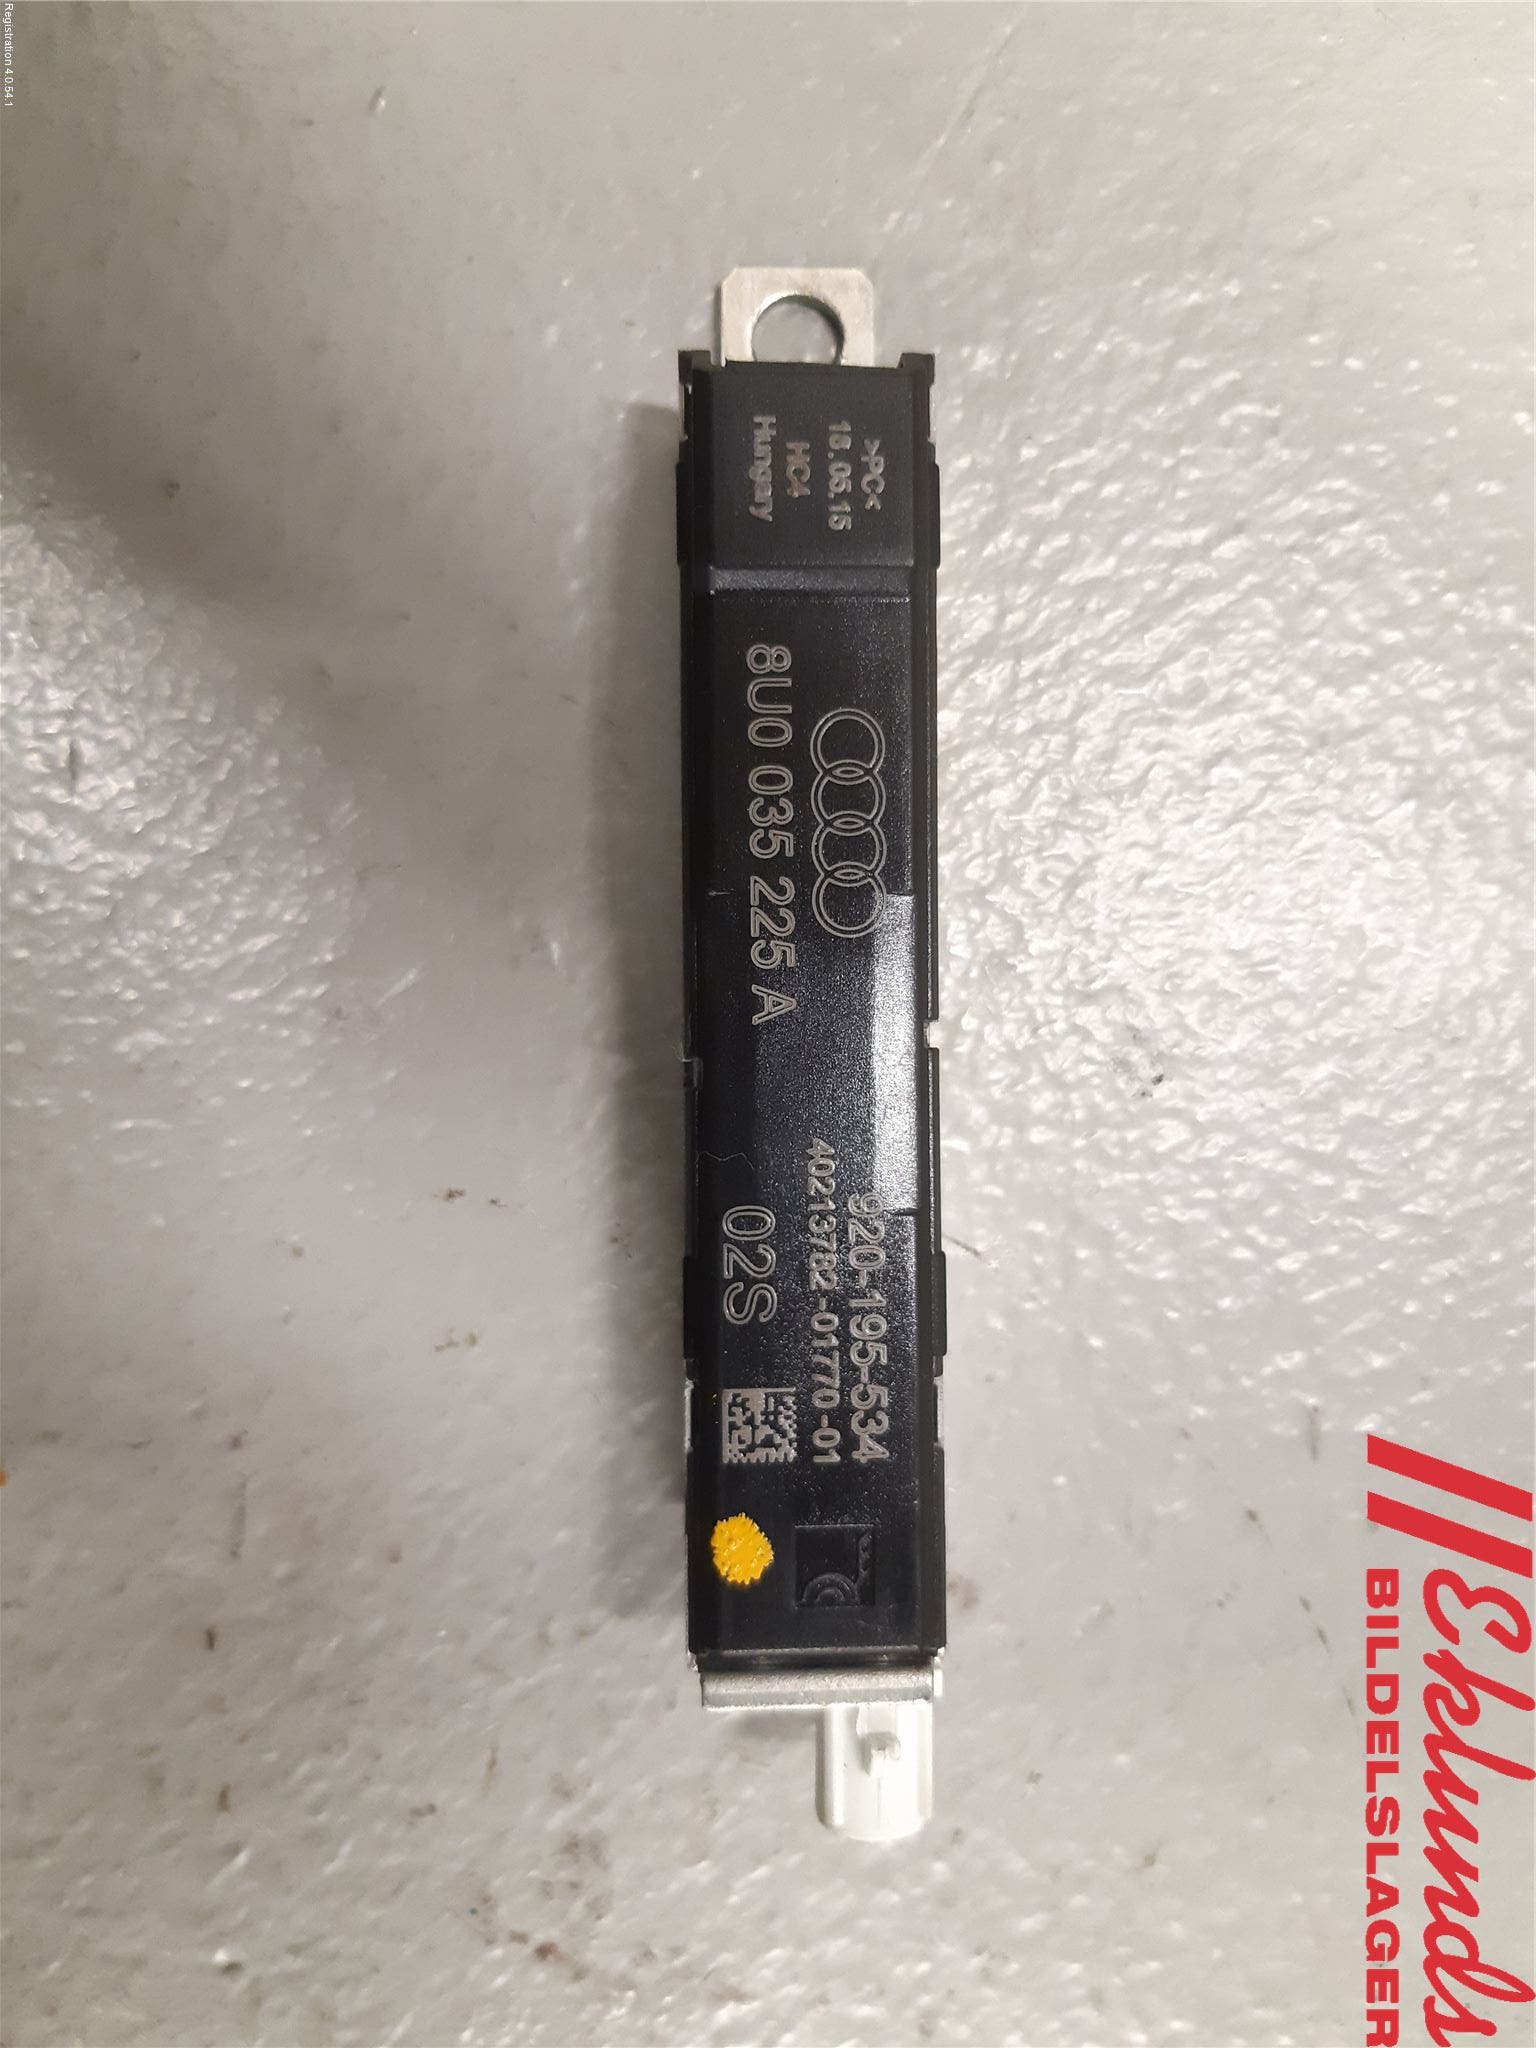 Registration 4.0.54.1
>PC<
18.06.15
HC4
Hungary
8U0 035 225 A
920-195-534
40213782-01770-01
02S
Eklunds
BILDELSLAGER